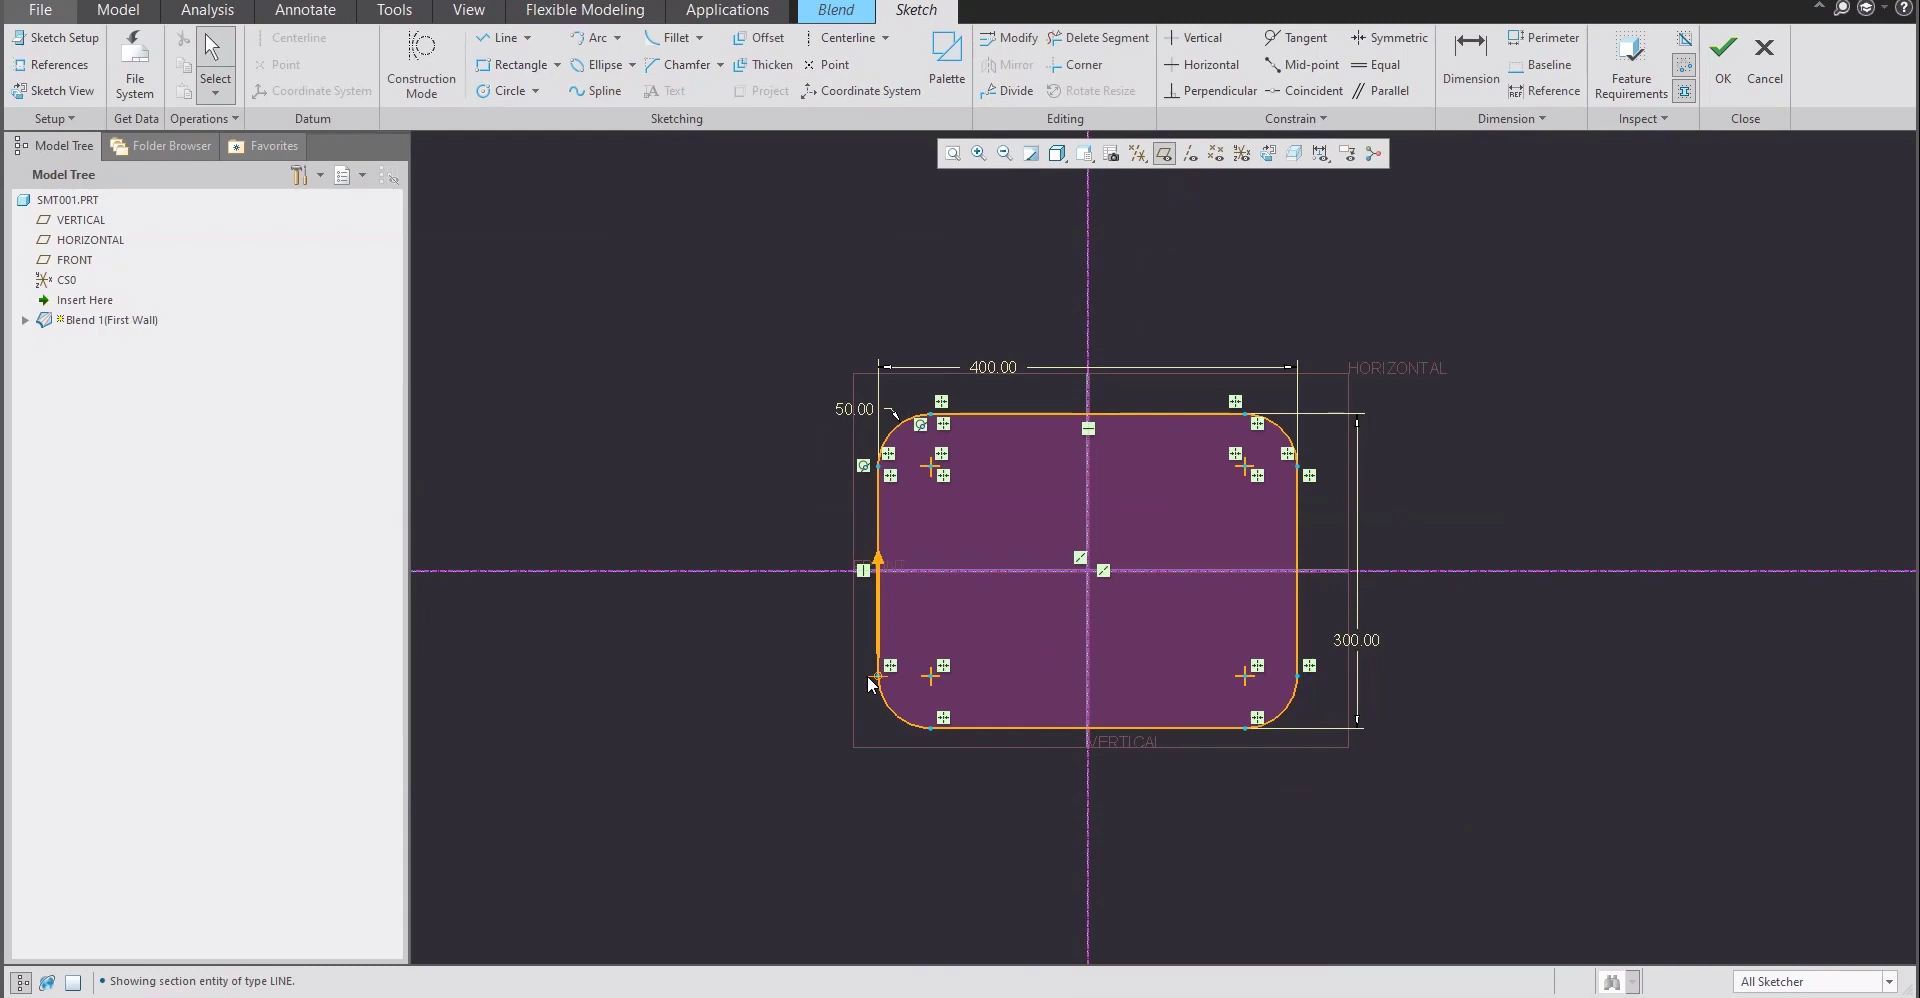 File Model Analysis Annotate Tools View Flexible Modeling Applications Blend Sketch
Sketch Setup
References
Sketch View
Setup
File System
Get Data
Select
Operations
Centerline
Point
Coordinate System
Datum
Construction Mode
Line Arc Fillet Offset Centerline
Rectangle Ellipse Chamfer Thicken Point
Circle Spline Text Project Coordinate System
Palette
Sketching
Modify Delete Segment
Mirror Corner
Divide Rotate Resize
Editing
Vertical Tangent Symmetric
Horizontal Mid-point Equal
Perpendicular Coincident Parallel
Constrain
Dimension
Perimeter
Baseline
REF Reference
Dimension
Feature Requirements
Inspect
OK Cancel
Close
Model Tree Folder Browser Favorites
Model Tree
SMT001.PRT
VERTICAL
HORIZONTAL
FRONT
CS0
Insert Here
Blend 1(First Wall)
400.00
HORIZONTAL
50.00
300.00
VERTICAL
Showing section entity of type LINE.
All Sketcher